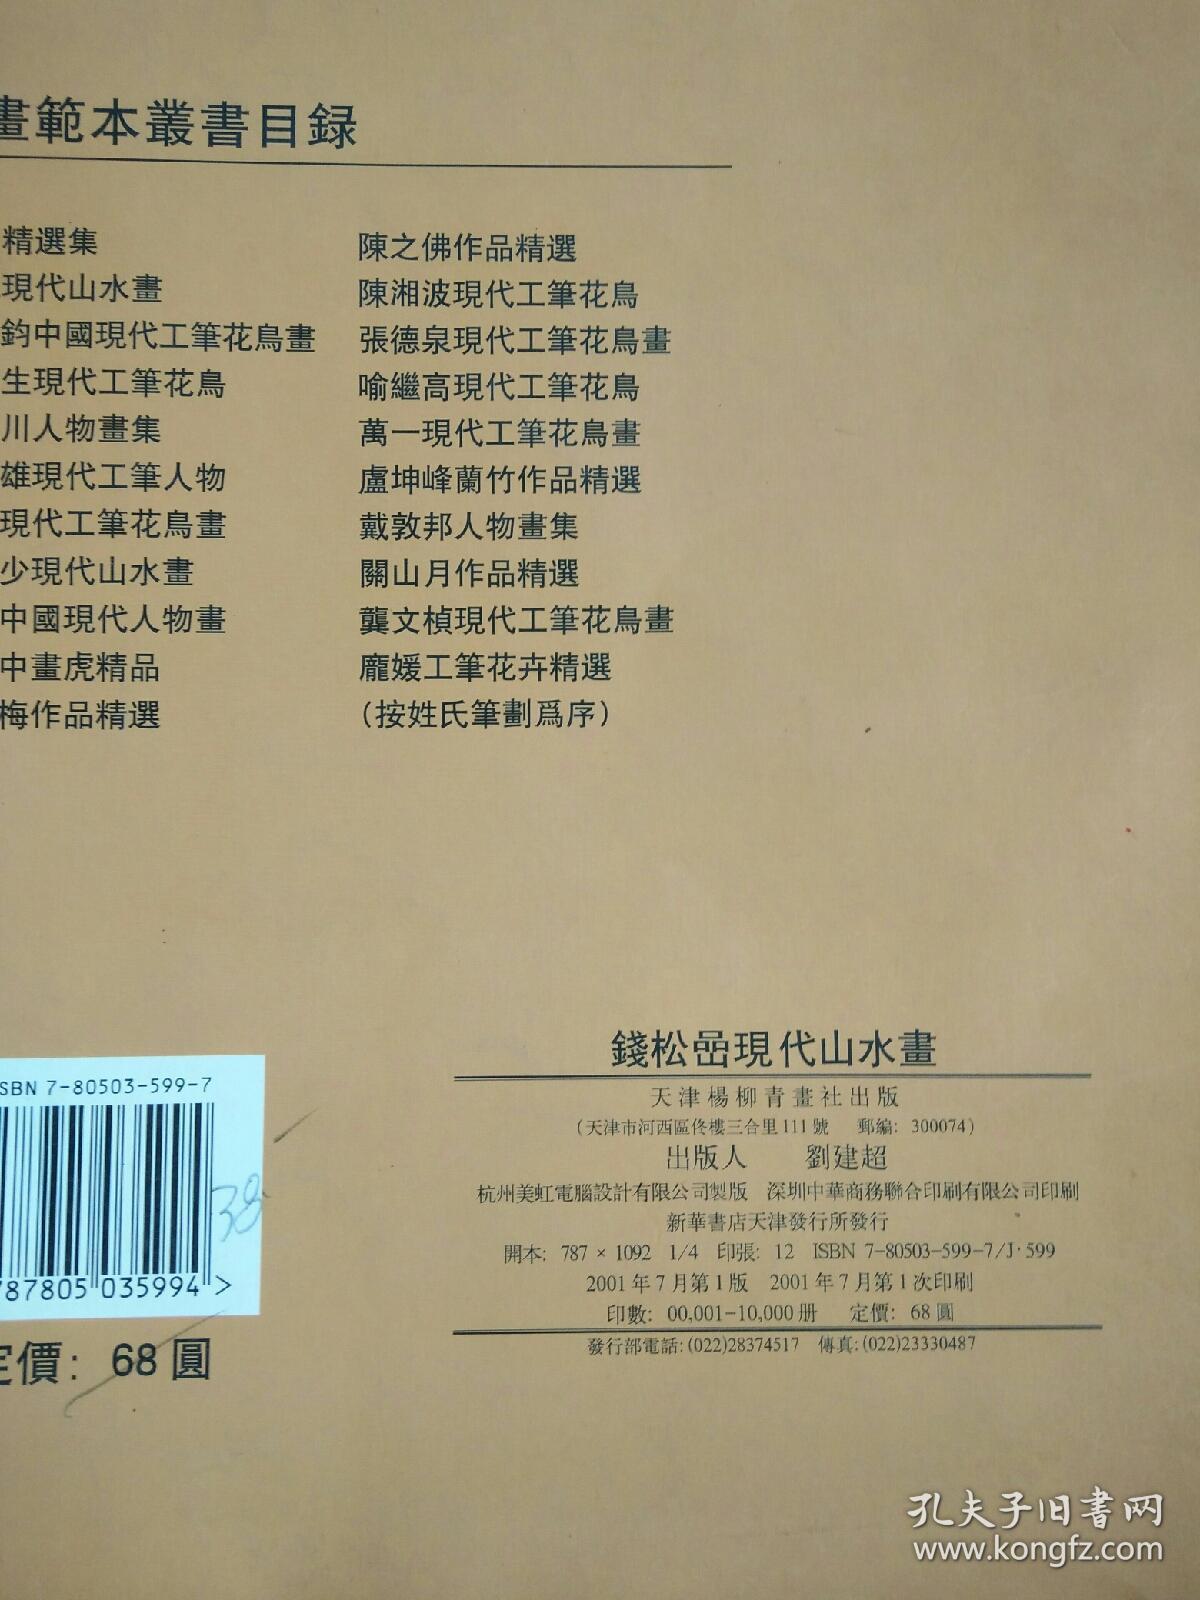 畫範本叢書目録
精選集
現代山水畫
鈞中國現代工筆花鳥畫
生現代工筆花鳥
川人物畫集
雄現代工筆人物
現代工筆花鳥畫
少現代山水畫
中國現代人物畫
中畫虎精品
梅作品精選
陳之佛作品精選
陳湘波現代工筆花鳥
張德泉現代工筆花鳥畫
喻繼高現代工筆花鳥
萬一現代工筆花鳥畫
盧坤峰蘭竹作品精選
戴敦邦人物畫集
關山月作品精選
龔文楨現代工筆花鳥畫
龐媛工筆花卉精選
(按姓氏筆劃爲序)
ISBN 7-80503-599-7
787805 035994 >
38
定價: 68 圓
錢松嵒現代山水畫
天津楊柳青畫社出版
(天津市河西區佟樓三合里111號 郵編: 300074)
出版人 劉建超
杭州美虹電腦設計有限公司製版 深圳中華商務聯合印刷有限公司印刷
新華書店天津發行所發行
開本: 787 × 1092 1/4 印張: 12 ISBN 7-80503-599-7/J·599
2001年7月第1版 2001年7月第1次印刷
印數: 00,001-10,000 册 定價: 68 圓
發行部電話:(022)28374517 傳真:(022)23330487
孔夫子旧书网
www.kongfz.com